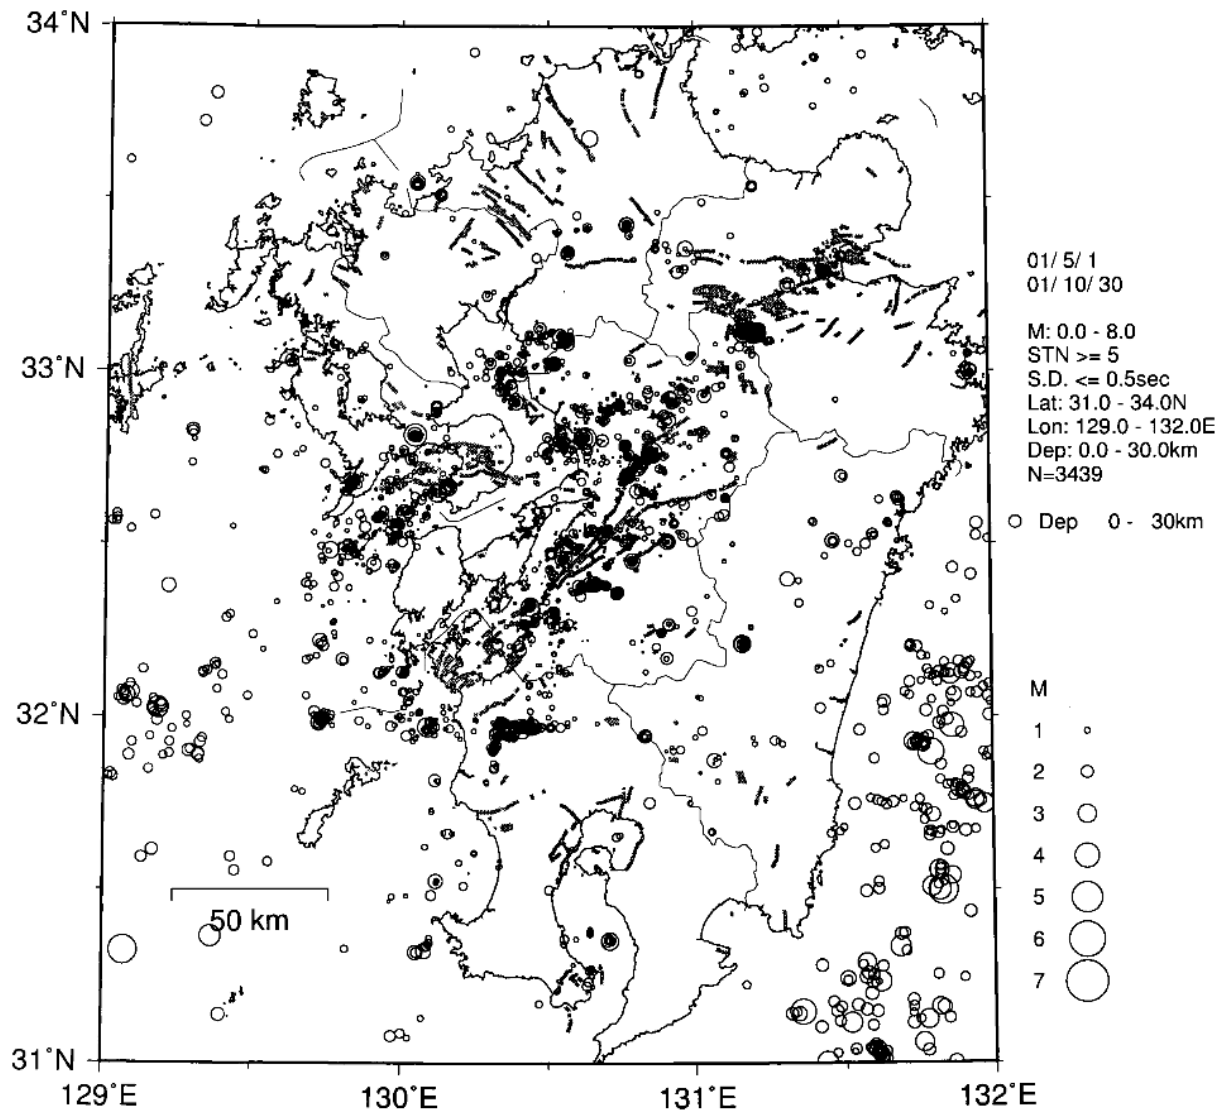 34°N
33°N
32°N
31°N
129°E
130°E
131°E
132°E
50 km
01/ 5/ 1
01/ 10/ 30
M: 0.0 - 8.0
STN >= 5
S.D. <= 0.5sec
Lat: 31.0 - 34.0N
Lon: 129.0 - 132.0E
Dep: 0.0 - 30.0km
N=3439
Dep 0 - 30km
M
1
2
3
4
5
6
7